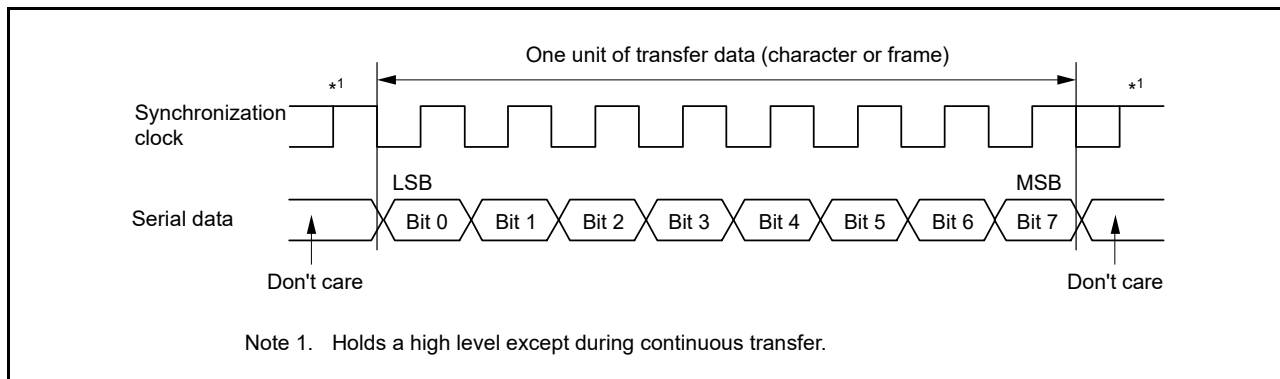 One unit of transfer data (character or frame)
*1
*1
Synchronization
clock
LSB
MSB
Serial data
Bit 0
Bit 1
Bit 2
Bit 3
Bit 4
Bit 5
Bit 6
Bit 7
Don't care
Don't care
Note 1. Holds a high level except during continuous transfer.